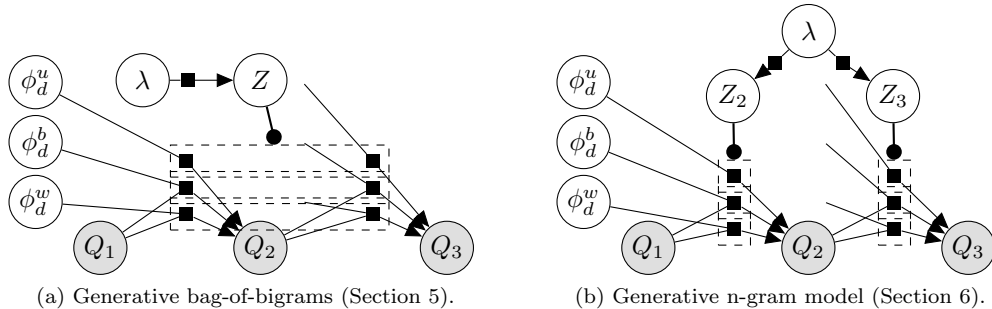 λ
ϕ_d^u λ Z ϕ_d^u
Z_2 Z_3
ϕ_d^b ϕ_d^b
ϕ_d^w ϕ_d^w
Q_1 Q_2 Q_3 Q_1 Q_2 Q_3
(a) Generative bag-of-bigrams (Section 5). (b) Generative n-gram model (Section 6).